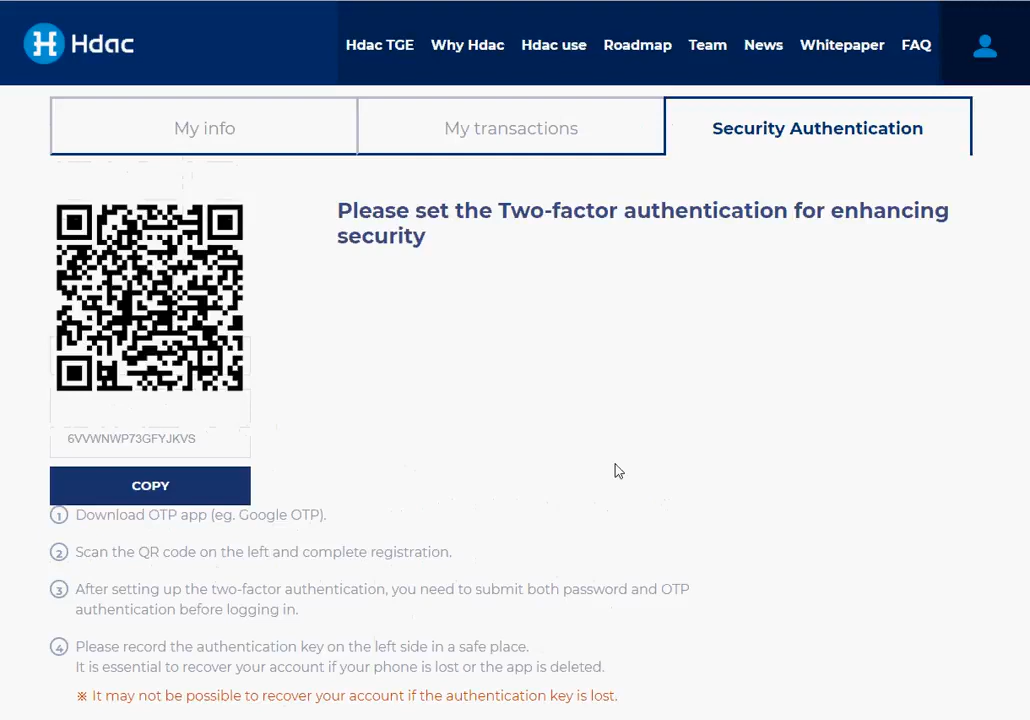 Hdac
Hdac TGE Why Hdac Hdac use Roadmap Team News Whitepaper FAQ
My info My transactions Security Authentication
Please set the Two-factor authentication for enhancing
security
6VVWNWP73GFYJKVS
COPY
1 Download OTP app (eg. Google OTP).
2 Scan the QR code on the left and complete registration.
3 After setting up the two-factor authentication, you need to submit both password and OTP
authentication before logging in.
4 Please record the authentication key on the left side in a safe place.
It is essential to recover your account if your phone is lost or the app is deleted.
※ It may not be possible to recover your account if the authentication key is lost.